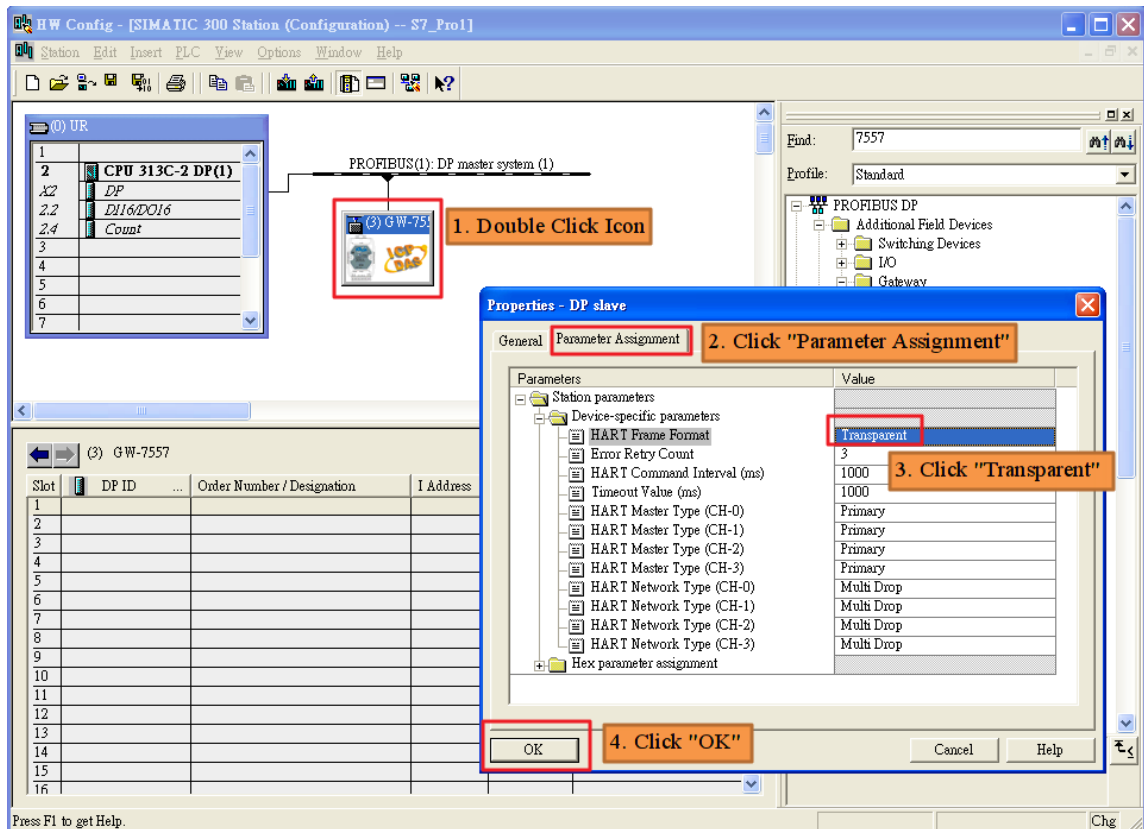 HW Config - [SIMATIC 300 Station (Configuration) -- S7_Pro1]
Station Edit Insert PLC View Options Window Help
(0) UR
1
2 CPU 313C-2 DP(1)
X2 DP
2.2 DI16/DO16
2.4 Count
3
4
5
6
7
PROFIBUS(1): DP master system (1)
(3) GW-755
ICP DAS
1. Double Click Icon
Find: 7557
Profile: Standard
PROFIBUS DP
Additional Field Devices
Switching Devices
I/O
Gateway
Properties - DP slave
General Parameter Assignment
2. Click "Parameter Assignment"
Parameters Value
Station parameters
Device-specific parameters
HART Frame Format Transparent
Error Retry Count 3
HART Command Interval (ms) 1000
Timeout Value (ms) 1000
HART Master Type (CH-0) Primary
HART Master Type (CH-1) Primary
HART Master Type (CH-2) Primary
HART Master Type (CH-3) Primary
HART Network Type (CH-0) Multi Drop
HART Network Type (CH-1) Multi Drop
HART Network Type (CH-2) Multi Drop
HART Network Type (CH-3) Multi Drop
Hex parameter assignment
3. Click "Transparent"
OK
4. Click "OK"
Cancel Help
(3) GW-7557
Slot DP ID ... Order Number / Designation I Address
1
2
3
4
5
6
7
8
9
10
11
12
13
14
15
16
Press F1 to get Help.
Chg